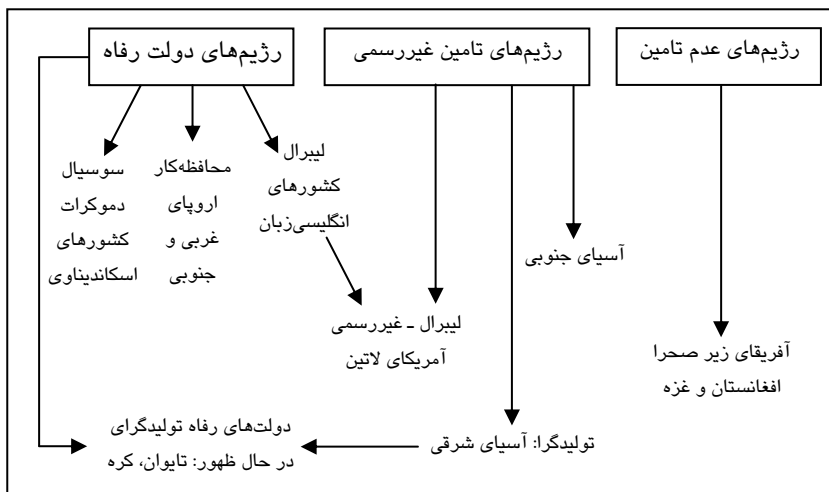 رژیم‌های دولت رفاه
رژیم‌های تامین غیررسمی
رژیم‌های عدم تامین
سوسیال
دموکرات
کشورهای
اسکاندیناوی
محافظه‌کار
اروپای
غربی و
جنوبی
لیبرال
کشورهای
انگلیسی‌زبان
آسیای جنوبی
لیبرال ـ غیررسمی
آمریکای لاتین
آفریقای زیر صحرا
افغانستان و غزه
تولیدگرا: آسیای شرقی
دولت‌های رفاه تولیدگرای
در حال ظهور: تایوان، کره